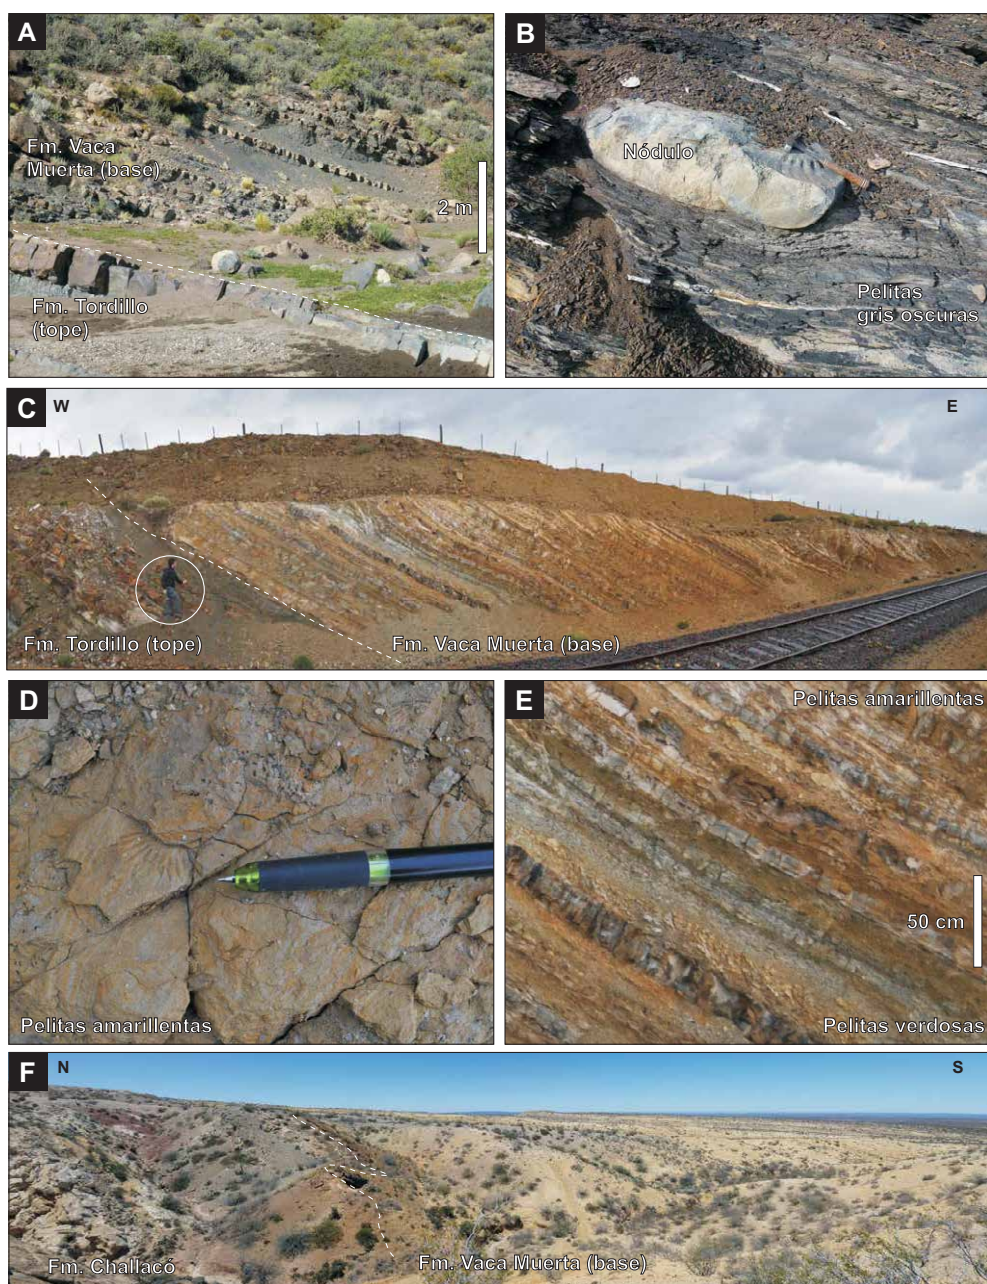 A
Fm. Vaca
Muerta (base)
2 m
Fm. Tordillo
(tope)
B
Nódulo
Pelitas
gris oscuras
C
W
E
Fm. Tordillo (tope)
Fm. Vaca Muerta (base)
D
Pelitas amarillentas
E
Pelitas amarillentas
50 cm
Pelitas verdosas
F
N
S
Fm. Challacó
Fm. Vaca Muerta (base)